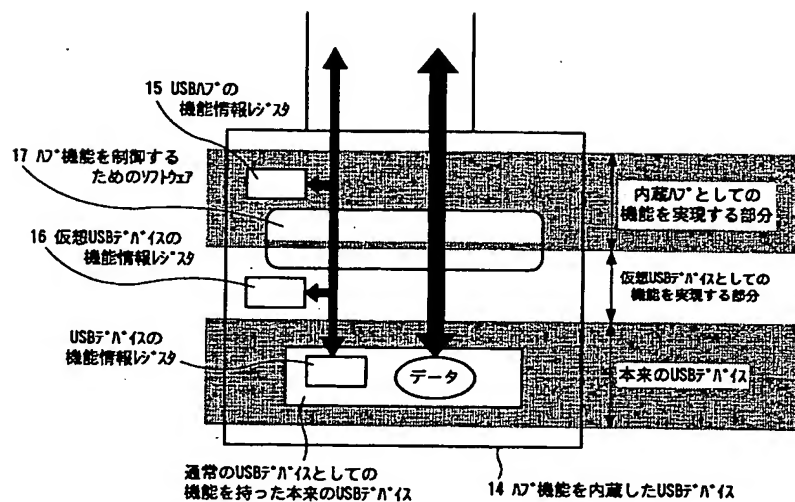 15 USBﾊﾌﾞの
機能情報ﾚｼﾞｽﾀ
17 ﾊﾌﾞ機能を制御する
ためのｿﾌﾄｳｪｱ
内蔵ﾊﾌﾞとしての
機能を実現する部分
16 仮想USBﾃﾞﾊﾞｲｽの
機能情報ﾚｼﾞｽﾀ
仮想USBﾃﾞﾊﾞｲｽとしての
機能を実現する部分
USBﾃﾞﾊﾞｲｽの
機能情報ﾚｼﾞｽﾀ
データ
本来のUSBﾃﾞﾊﾞｲｽ
通常のUSBﾃﾞﾊﾞｲｽとしての
機能を持った本来のUSBﾃﾞﾊﾞｲｽ
14 ﾊﾌﾞ機能を内蔵したUSBﾃﾞﾊﾞｲｽ